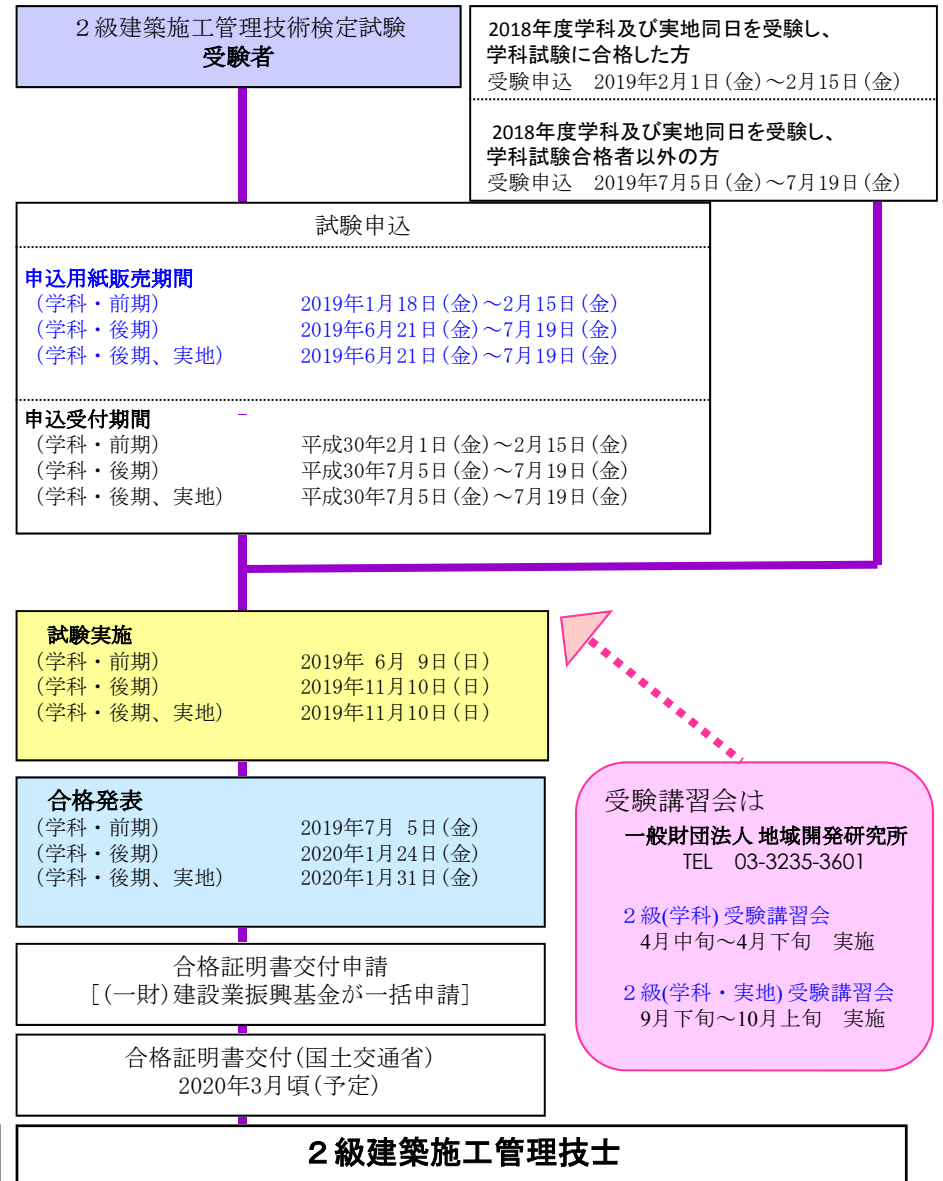 ２級建築施工管理技術検定試験
受験者
2018年度学科及び実地同日を受験し、
学科試験に合格した方
受験申込　2019年2月1日(金)～2月15日(金)
2018年度学科及び実地同日を受験し、
学科試験合格者以外の方
受験申込　2019年7月5日(金)～7月19日(金)
試験申込
申込用紙販売期間
(学科・前期)　2019年1月18日(金)～2月15日(金)
(学科・後期)　2019年6月21日(金)～7月19日(金)
(学科・後期、実地)　2019年6月21日(金)～7月19日(金)
申込受付期間
(学科・前期)　平成30年2月1日(金)～2月15日(金)
(学科・後期)　平成30年7月5日(金)～7月19日(金)
(学科・後期、実地)　平成30年7月5日(金)～7月19日(金)
試験実施
(学科・前期)　2019年 6月 9日(日)
(学科・後期)　2019年11月10日(日)
(学科・後期、実地)　2019年11月10日(日)
合格発表
(学科・前期)　2019年7月 5日(金)
(学科・後期)　2020年1月24日(金)
(学科・後期、実地)　2020年1月31日(金)
受験講習会は
一般財団法人 地域開発研究所
TEL　03-3235-3601
２級(学科) 受験講習会
4月中旬～4月下旬　実施
２級(学科・実地) 受験講習会
9月下旬～10月上旬　実施
合格証明書交付申請
[(一財)建設業振興基金が一括申請]
合格証明書交付(国土交通省)
2020年3月頃(予定)
２級建築施工管理技士